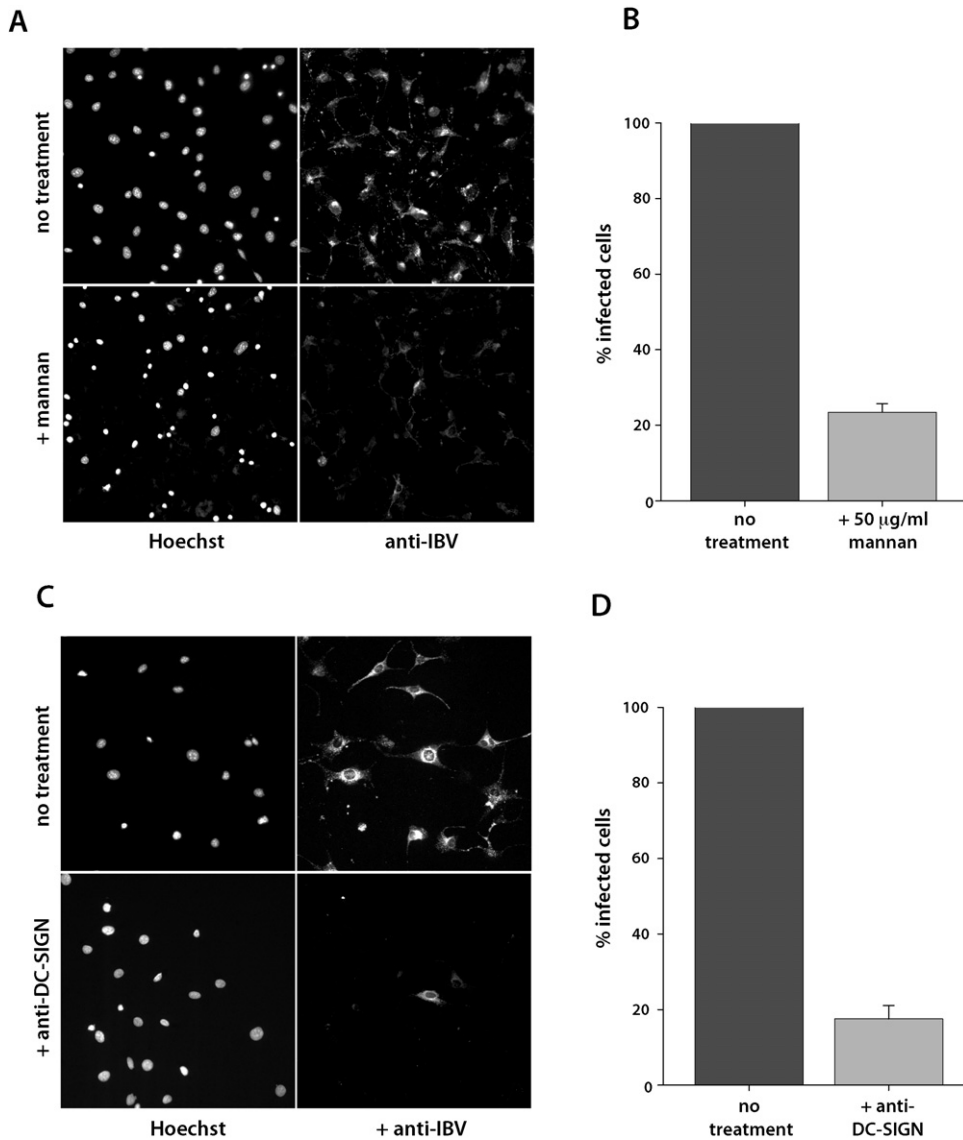 A
no treatment
+ mannan
Hoechst
anti-IBV
B
% infected cells
100
80
60
40
20
0
no
treatment
+ 50 µg/ml
mannan
C
no treatment
+ anti-DC-SIGN
Hoechst
+ anti-IBV
D
% infected cells
100
80
60
40
20
0
no
treatment
+ anti-
DC-SIGN